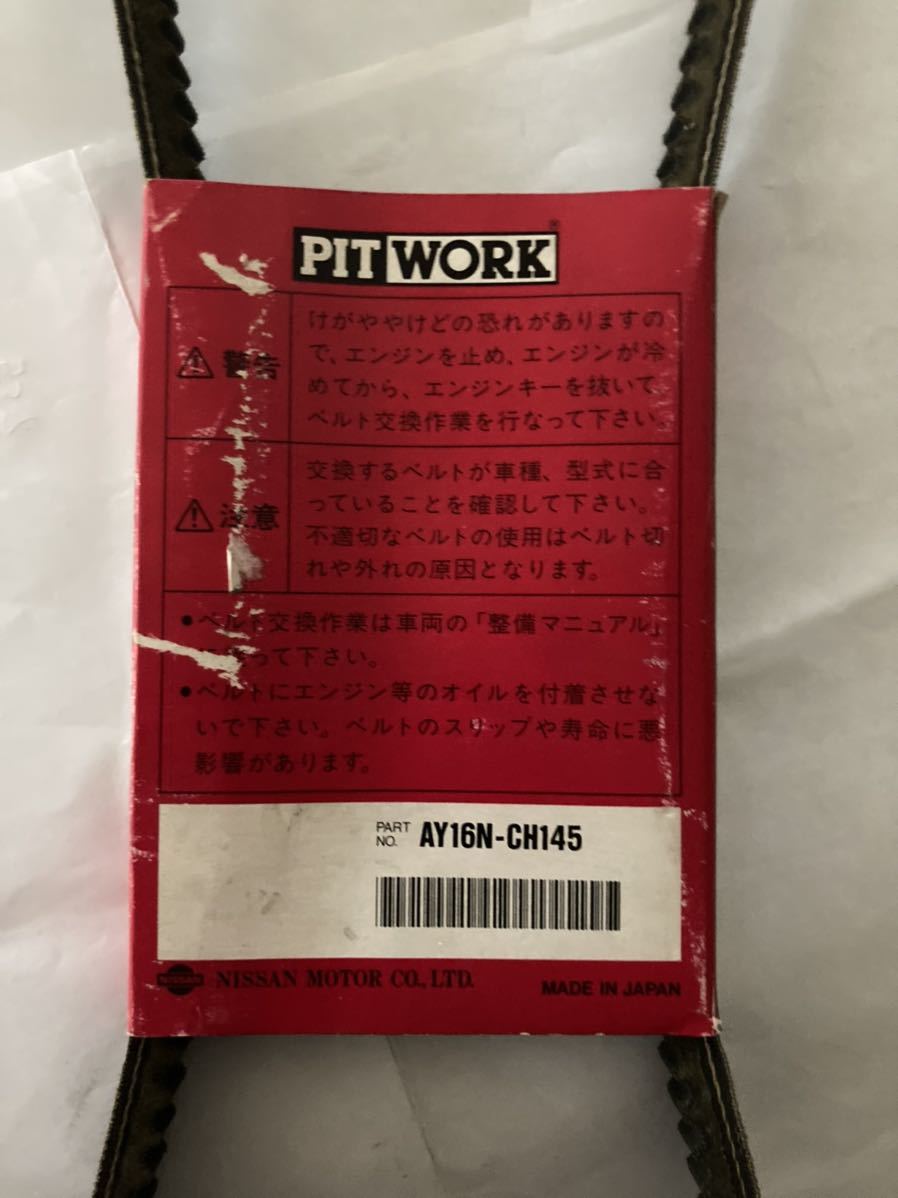 PIT WORK ®
警告
けがややけどの恐れがありますの
で、エンジンを止め、エンジンが冷
めてから、エンジンキーを抜いて
ベルト交換作業を行なって下さい。
注意
交換するベルトが車種、型式に合
っていることを確認して下さい。
不適切なベルトの使用はベルト切
れや外れの原因となります。
•ベルト交換作業は車両の「整備マニュアル」
って下さい。
•ベルトにエンジン等のオイルを付着させな
いで下さい。ベルトのスリップや寿命に悪
影響があります。
PART NO. AY16N-CH145
NISSAN
NISSAN MOTOR CO., LTD.
MADE IN JAPAN